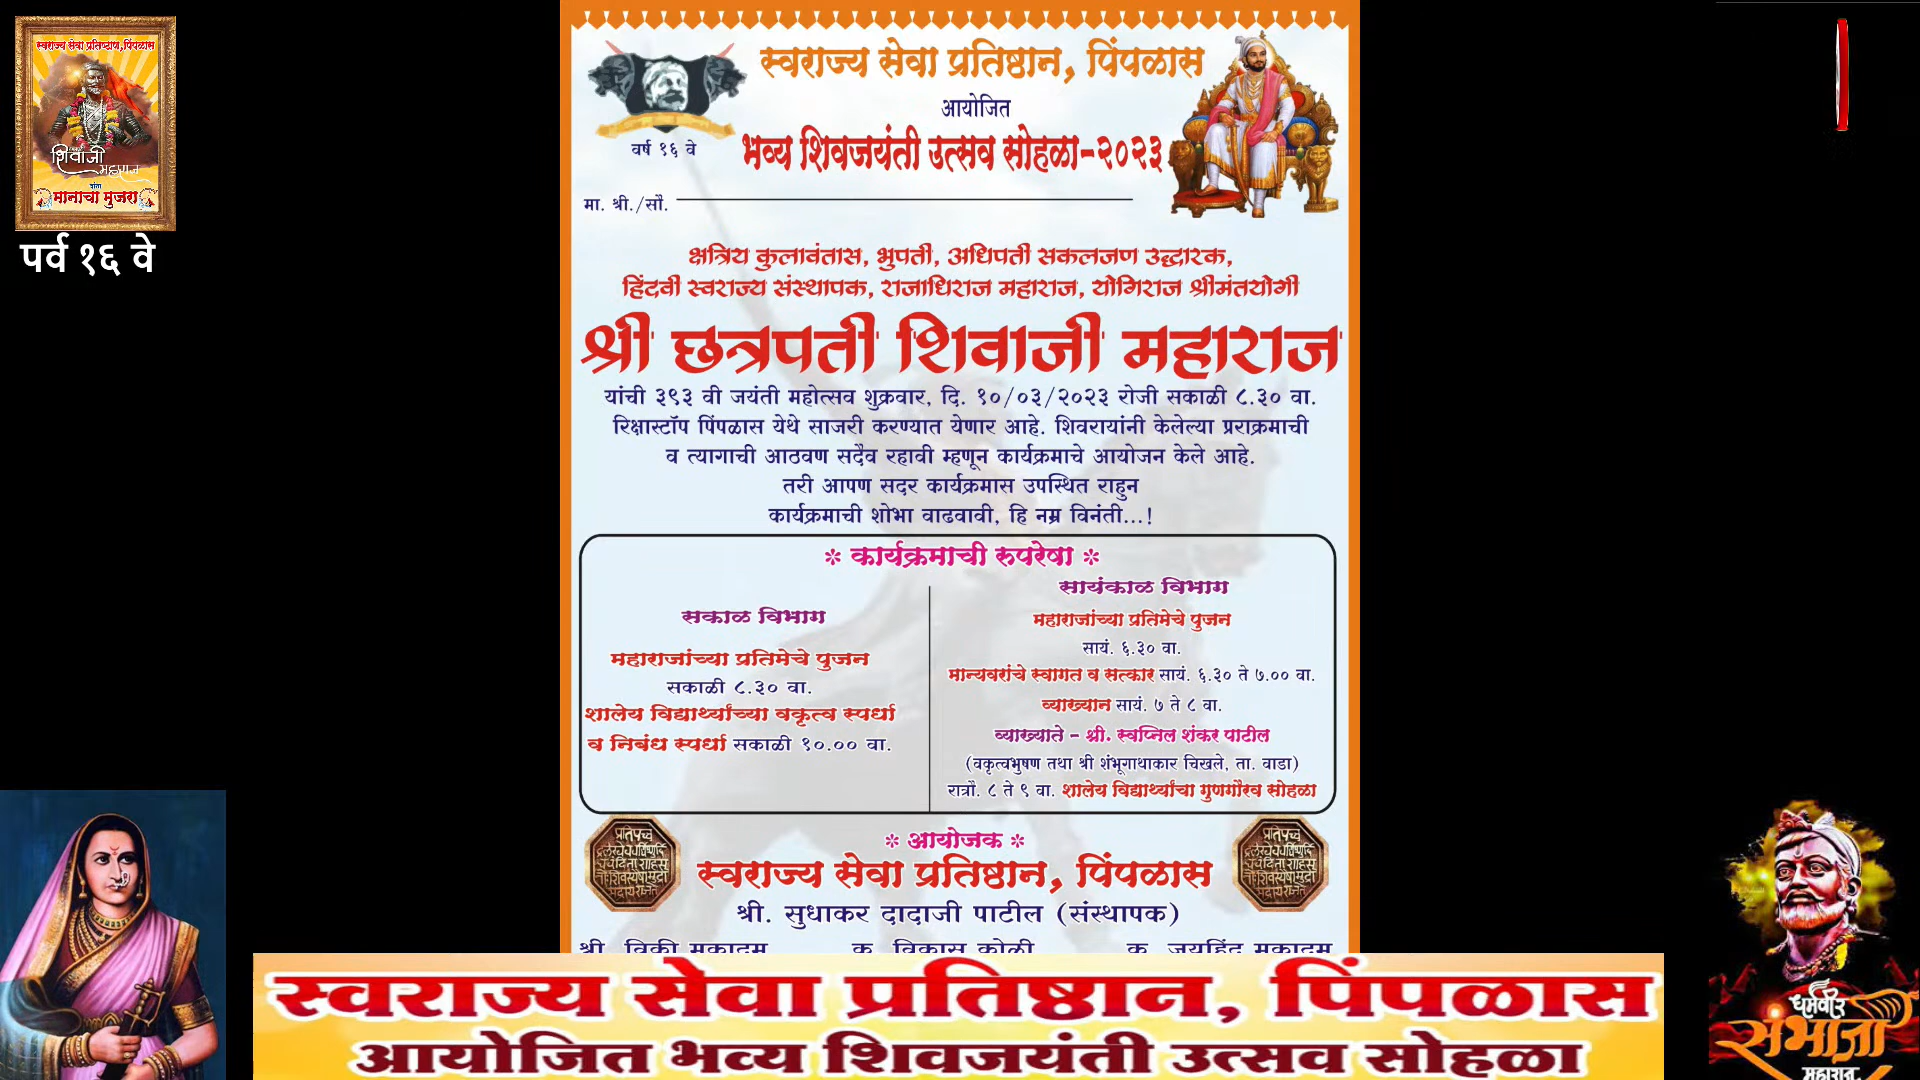 स्वराज्य सेवा प्रतिष्ठान,पिंपळास
शिवाजी
महाराज
यांना
मानाचा मुजरा
पर्व १६ वे
स्वराज्य सेवा प्रतिष्ठान, पिंपळास
आयोजित
वर्ष १६ वे
भव्य शिवजयंती उत्सव सोहळा-२०२३
मा. श्री./सौ.
क्षत्रिय कुलावंतास, भुपती, अधिपती सकलजण उद्धारक,
हिंदवी स्वराज्य संस्थापक, राजाधिराज महाराज, योगिराज श्रीमंतयोगी
श्री छत्रपती शिवाजी महाराज
यांची ३९३ वी जयंती महोत्सव शुक्रवार, दि. १०/०३/२०२३ रोजी सकाळी ८.३० वा.
रिक्षास्टॉप पिंपळास येथे साजरी करण्यात येणार आहे. शिवरायांनी केलेल्या प्रराक्रमाची
व त्यागाची आठवण सदैव रहावी म्हणून कार्यक्रमाचे आयोजन केले आहे.
तरी आपण सदर कार्यक्रमास उपस्थित राहुन
कार्यक्रमाची शोभा वाढवावी, हि नम्र विनंती...!
* कार्यक्रमाची रुपरेषा *
सकाळ विभाग
महाराजांच्या प्रतिमेचे पुजन
सकाळी ८.३० वा.
शालेय विद्यार्थ्यांच्या वकृत्व स्पर्धा
व निबंध स्पर्धा सकाळी १०.०० वा.
सायंकाळ विभाग
महाराजांच्या प्रतिमेचे पुजन
सायं. ६.३० वा.
मान्यवरांचे स्वागत व सत्कार सायं. ६.३० ते ७.०० वा.
व्याख्यान सायं. ७ ते ८ वा.
व्याख्याते - श्री. स्वप्निल शंकर पाटील
(वकृत्वभुषण तथा श्री शंभूगाथाकार चिखले, ता. वाडा)
रात्रौ. ८ ते ९ वा. शालेय विद्यार्थ्यांचा गुणगौरव सोहळा
* आयोजक *
स्वराज्य सेवा प्रतिष्ठान, पिंपळास
श्री. सुधाकर दादाजी पाटील (संस्थापक)
श्री. विकी मुकादम कु. विकास कोळी कु. जयहिंद मुकादम
स्वराज्य सेवा प्रतिष्ठान, पिंपळास
आयोजित भव्य शिवजयंती उत्सव सोहळा
धर्मवीर
संभाजी
महाराज